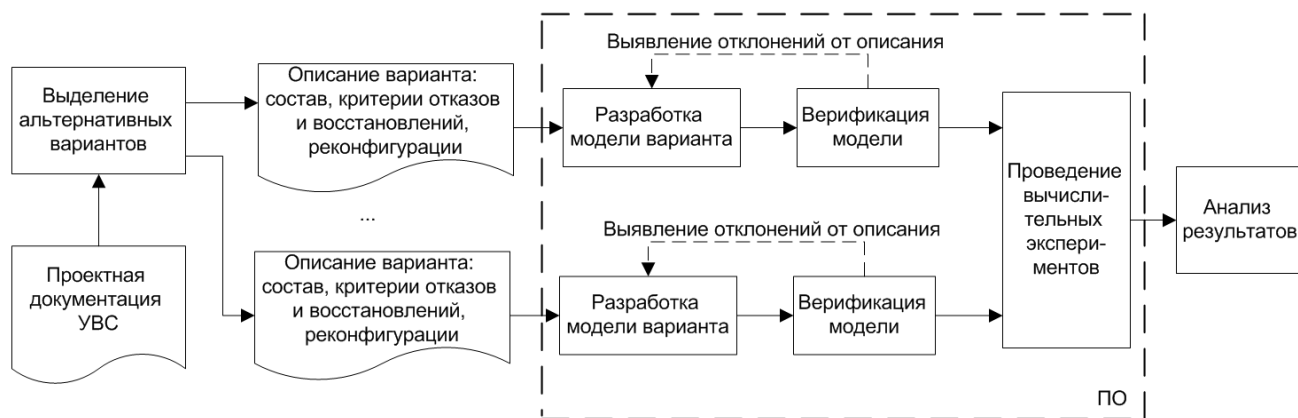 Выделение
альтернативных
вариантов
Проектная
документация
УВС
Описание варианта:
состав, критерии отказов
и восстановлений,
реконфигурации
...
Описание варианта:
состав, критерии отказов
и восстановлений,
реконфигурации
Выявление отклонений от описания
Разработка
модели варианта
Верификация
модели
Выявление отклонений от описания
Разработка
модели варианта
Верификация
модели
Проведение
вычисли-
тельных
экспери-
ментов
ПО
Анализ
результатов